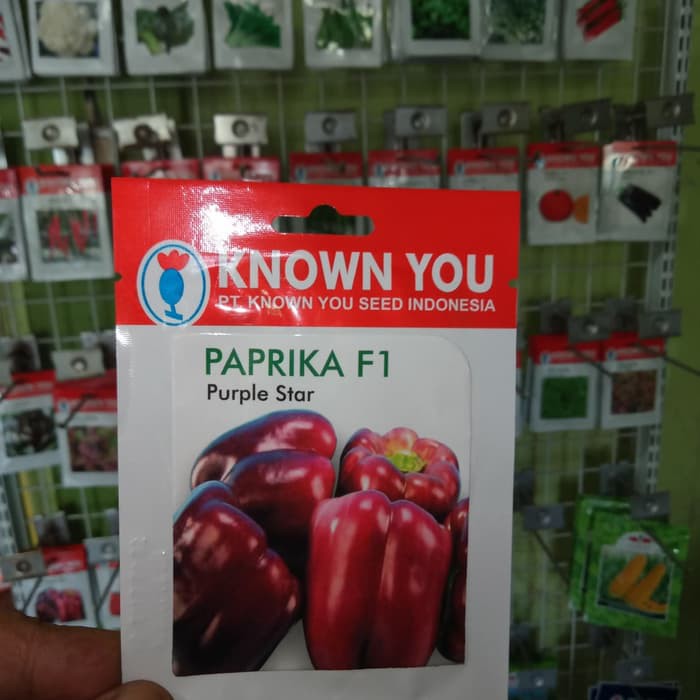 KNOWN YOU
PT. KNOWN YOU SEED INDONESIA
PAPRIKA F1
Purple Star